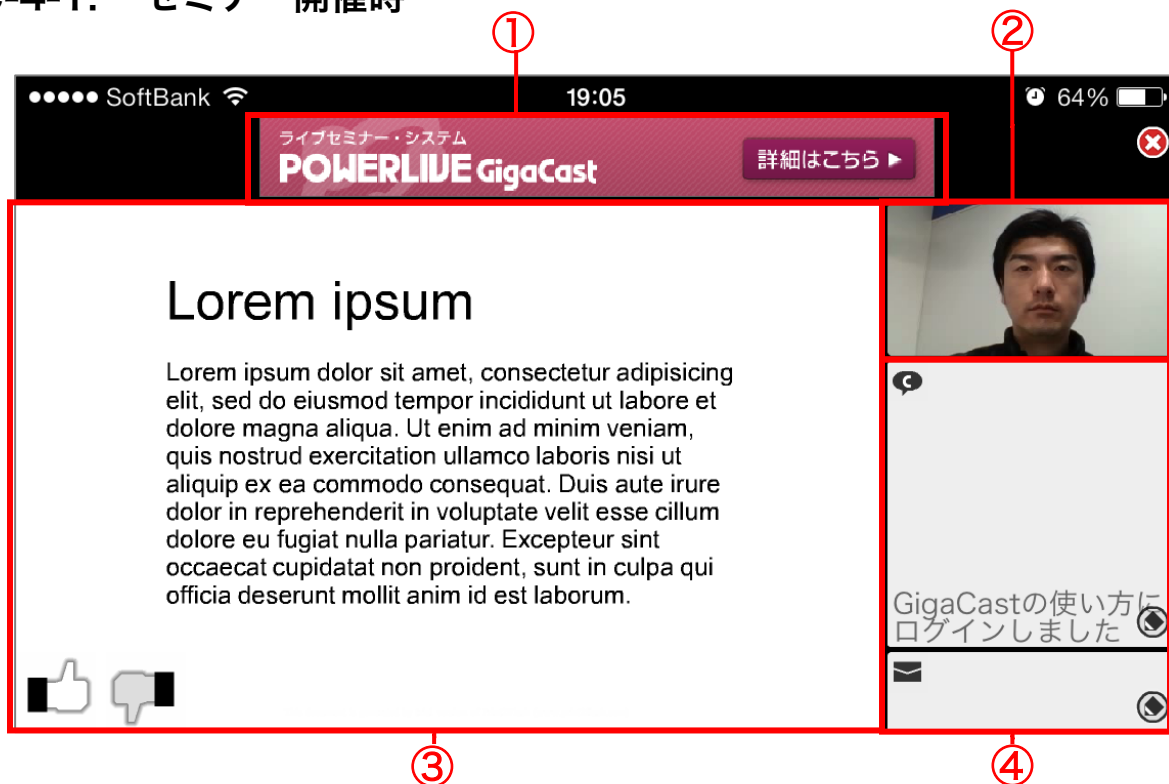 -4-1. セミナー開催時
①
②
●●●●● SoftBank
19:05
64%
ライブセミナー・システム
POWERLIVE GigaCast
詳細はこちら ▶
Lorem ipsum
Lorem ipsum dolor sit amet, consectetur adipisicing
elit, sed do eiusmod tempor incididunt ut labore et
dolore magna aliqua. Ut enim ad minim veniam,
quis nostrud exercitation ullamco laboris nisi ut
aliquip ex ea commodo consequat. Duis aute irure
dolor in reprehenderit in voluptate velit esse cillum
dolore eu fugiat nulla pariatur. Excepteur sint
occaecat cupidatat non proident, sunt in culpa qui
officia deserunt mollit anim id est laborum.
GigaCastの使い方に
ログインしました
③
④